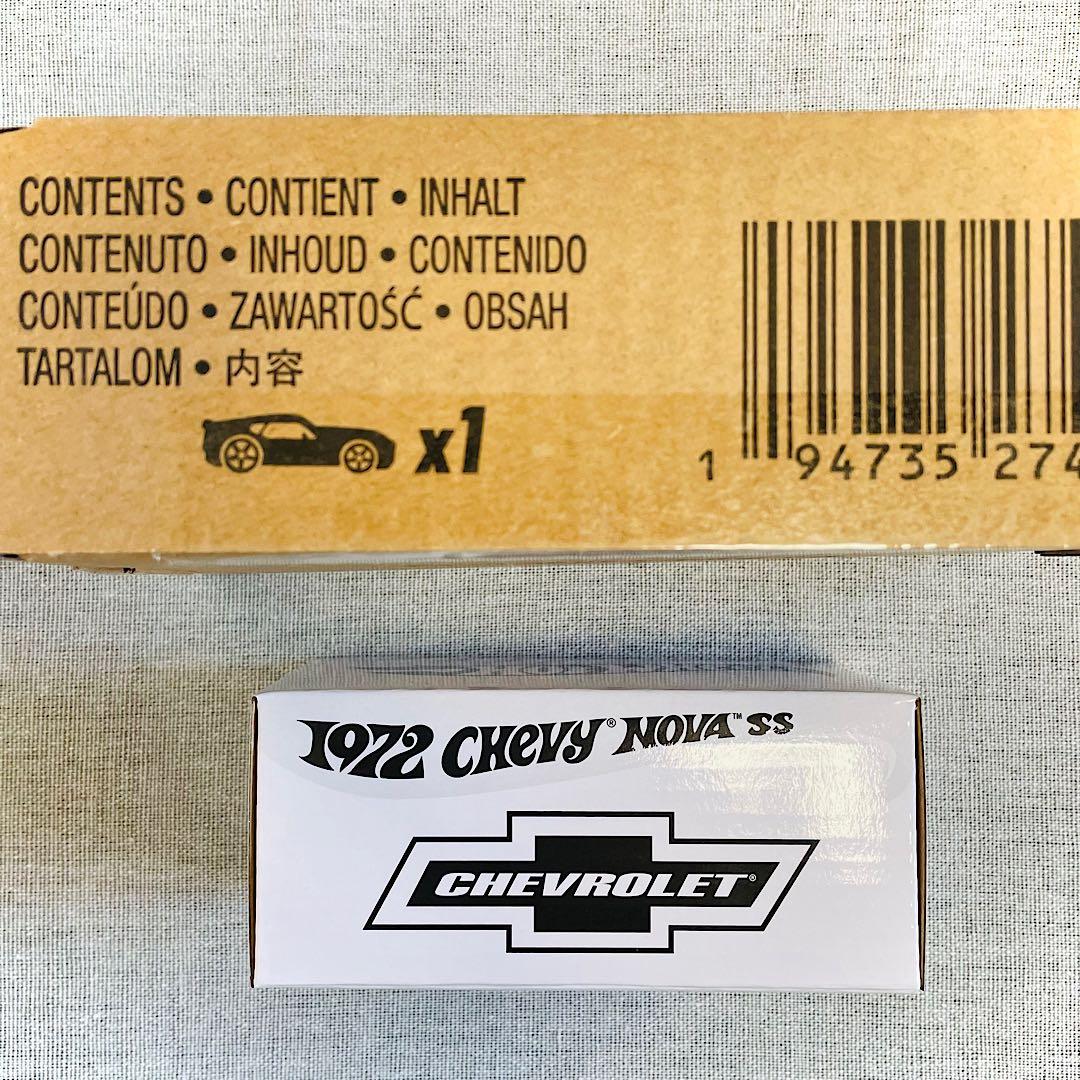 CONTENTS • CONTIENT • INHALT
CONTENUTO • INHOUD • CONTENIDO
CONTEÚDO • ZAWARTOŚĆ • OBSAH
TARTALOM • 内容
x1
1 94735 274
1972 CHEVY® NOVA™ SS
CHEVROLET®